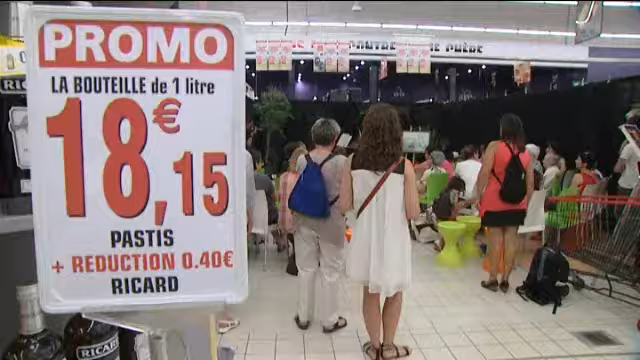 PROMO
LA BOUTEILLE de 1 litre
18,15€
PASTIS
+ REDUCTION 0.40€
RICARD
RICARD